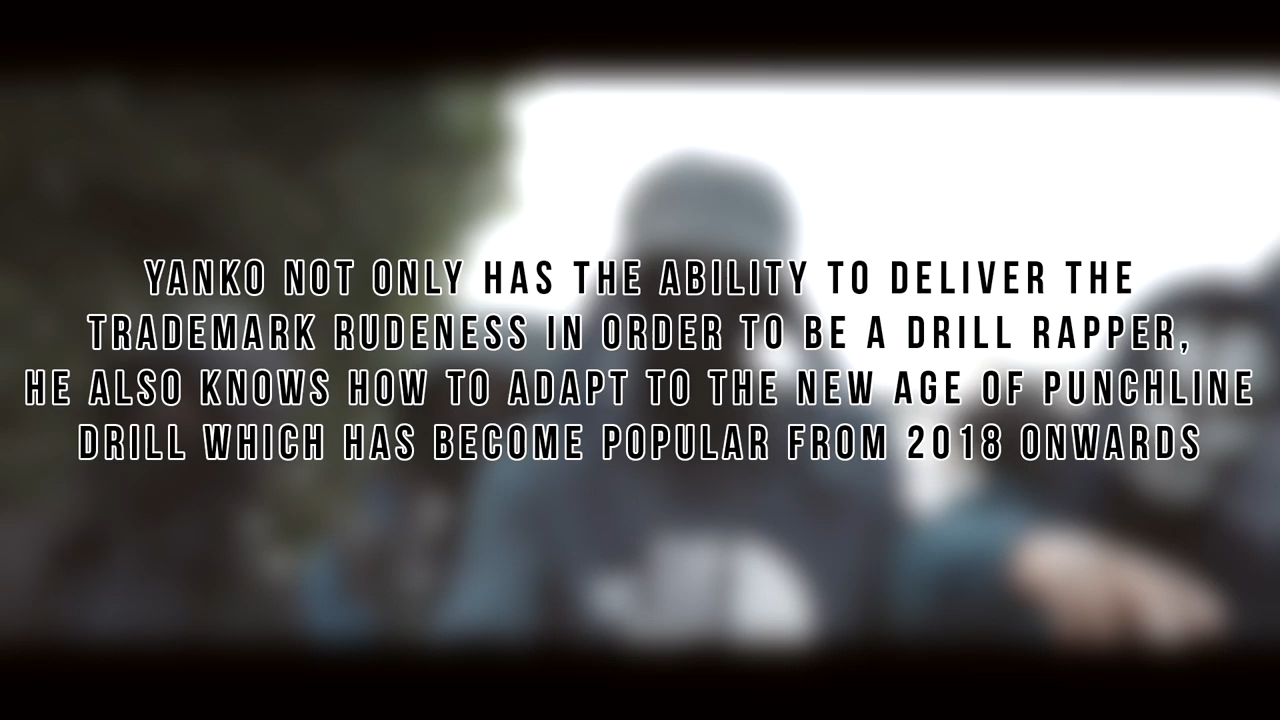 YANKO NOT ONLY HAS THE ABILITY TO DELIVER THE
TRADEMARK RUDENESS IN ORDER TO BE A DRILL RAPPER,
HE ALSO KNOWS HOW TO ADAPT TO THE NEW AGE OF PUNCHLINE
DRILL WHICH HAS BECOME POPULAR FROM 2018 ONWARDS